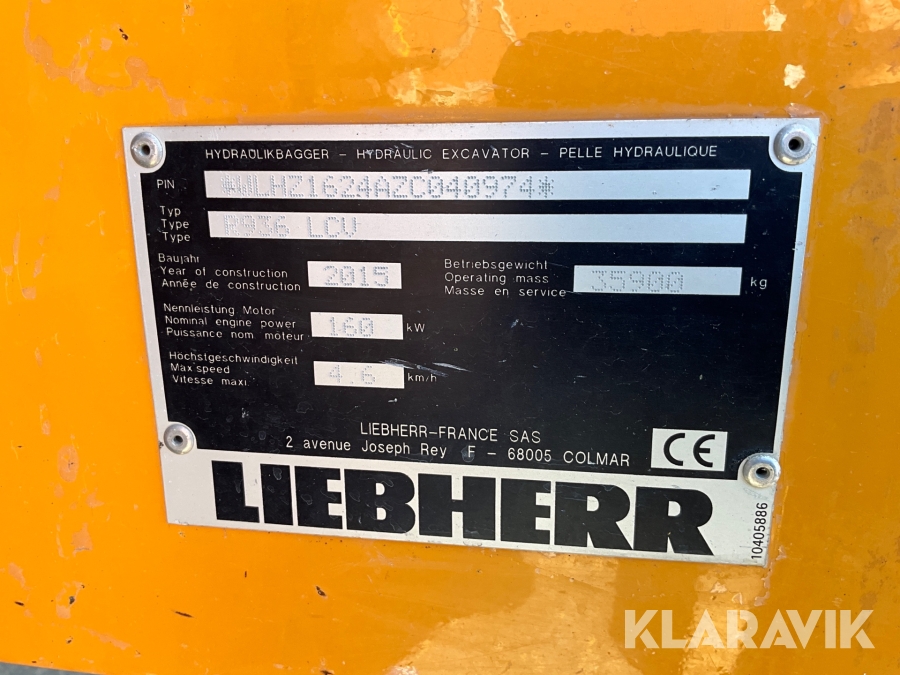 HYDRAULIKBAGGER – HYDRAULIC EXCAVATOR – PELLE HYDRAULIQUE
PIN *WLHZ1624AZC040974*
Typ
Type R936 LCV
Type
Baujahr
Year of construction 2015
Année de construction
Betriebsgewicht
Operating mass 35900 kg
Masse en service
Nennleistung Motor
Nominal engine power 160 kW
Puissance nom. moteur
Höchstgeschwindigkeit
Max speed 4.6 km/h
Vitesse maxi.
LIEBHERR–FRANCE SAS
2 avenue Joseph Rey F – 68005 COLMAR
CE
LIEBHERR
10405886
KLARAVIK